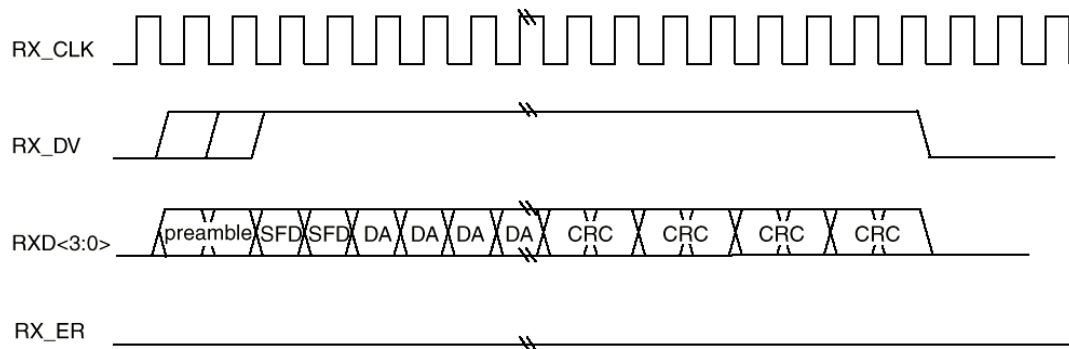 RX_CLK
RX_DV
RXD<3:0> preamble SFD SFD DA DA DA DA CRC CRC CRC CRC
RX_ER